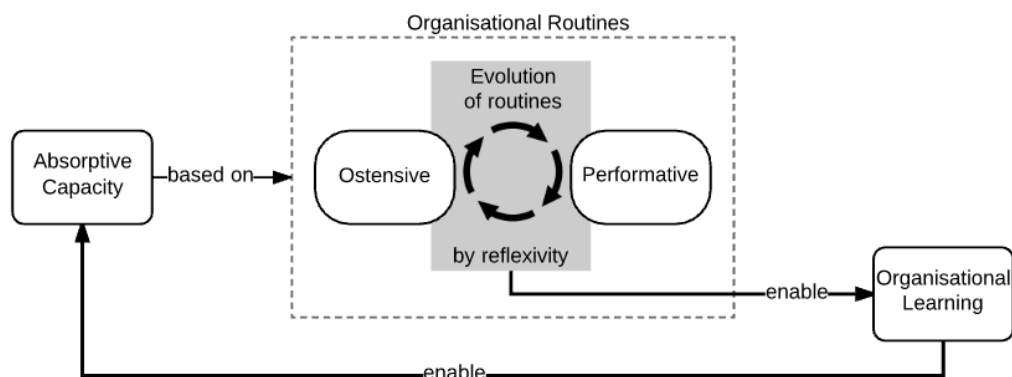 Organisational Routines
Evolution
of routines
Absorptive
Capacity
based on
Ostensive
Performative
by reflexivity
enable
Organisational
Learning
enable